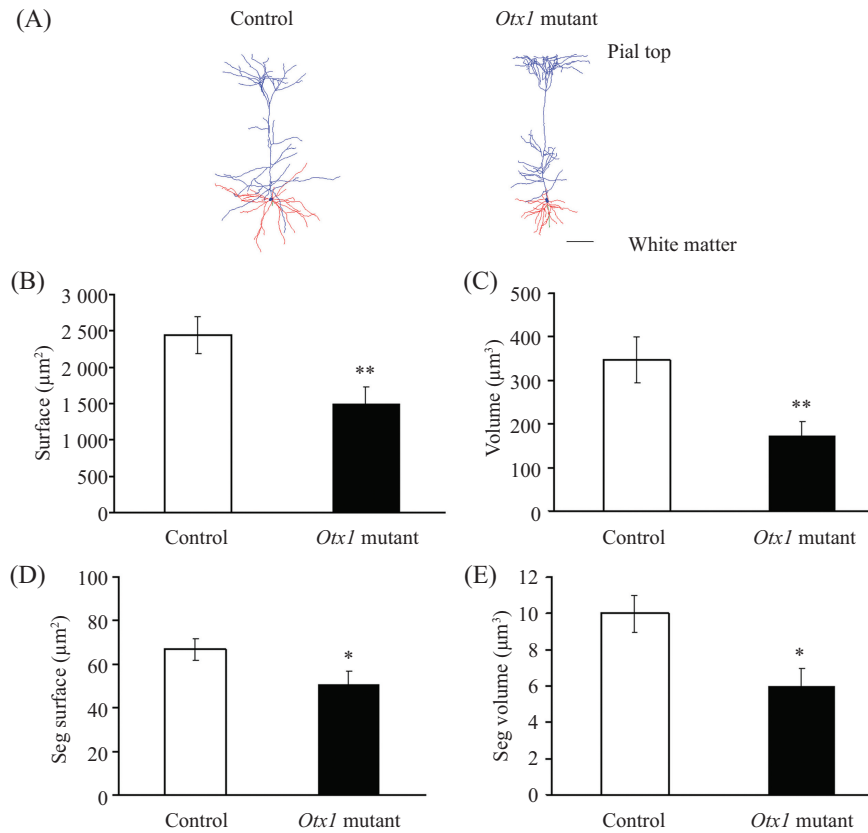 (A)
Control
Otx1 mutant
Pial top
White matter
(B)
Surface (µm²)
3 000
2 500
2 000
1 500
1 000
500
0
**
Control
Otx1 mutant
(C)
Volume (µm³)
500
400
300
200
100
0
**
Control
Otx1 mutant
(D)
Seg surface (µm²)
100
80
60
40
20
0
*
Control
Otx1 mutant
(E)
Seg volume (µm³)
12
10
8
6
4
2
0
*
Control
Otx1 mutant